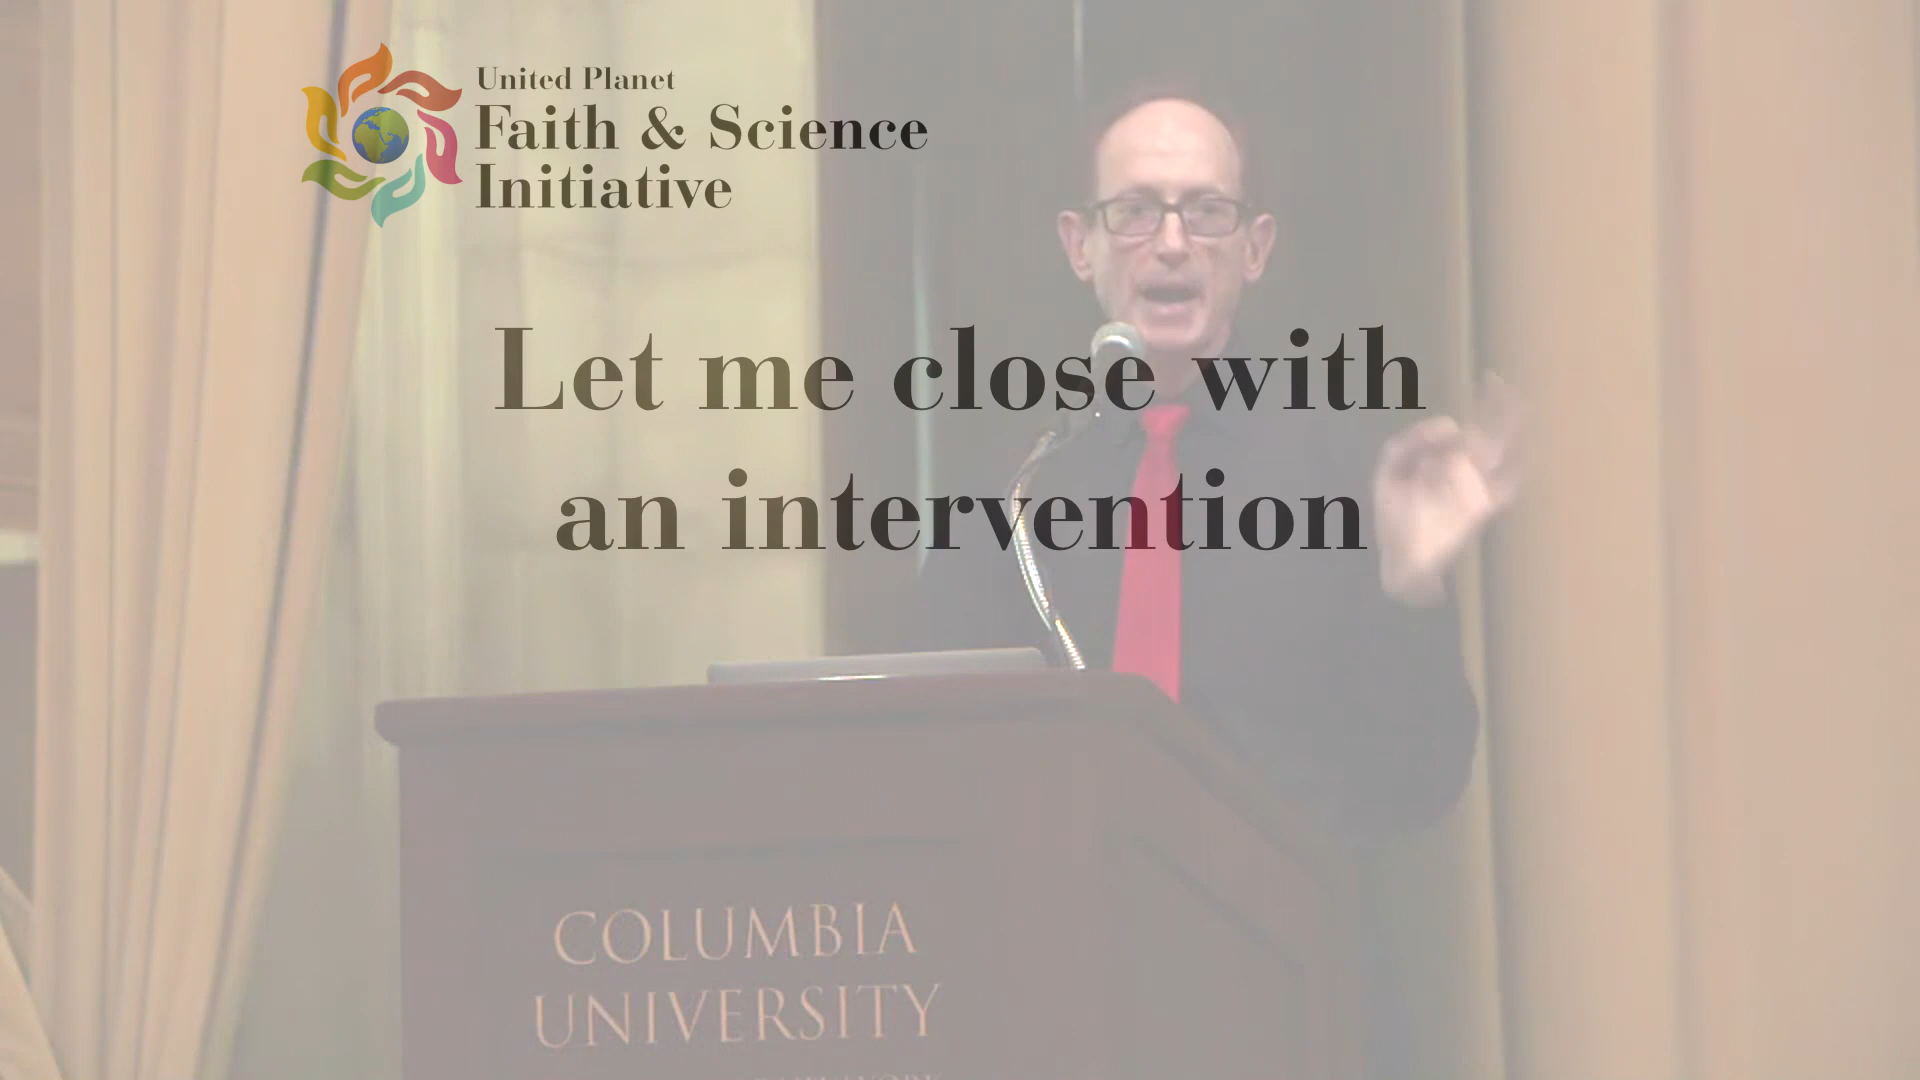 United Planet
Faith & Science
Initiative
Let me close with
an intervention
COLUMBIA
UNIVERSITY